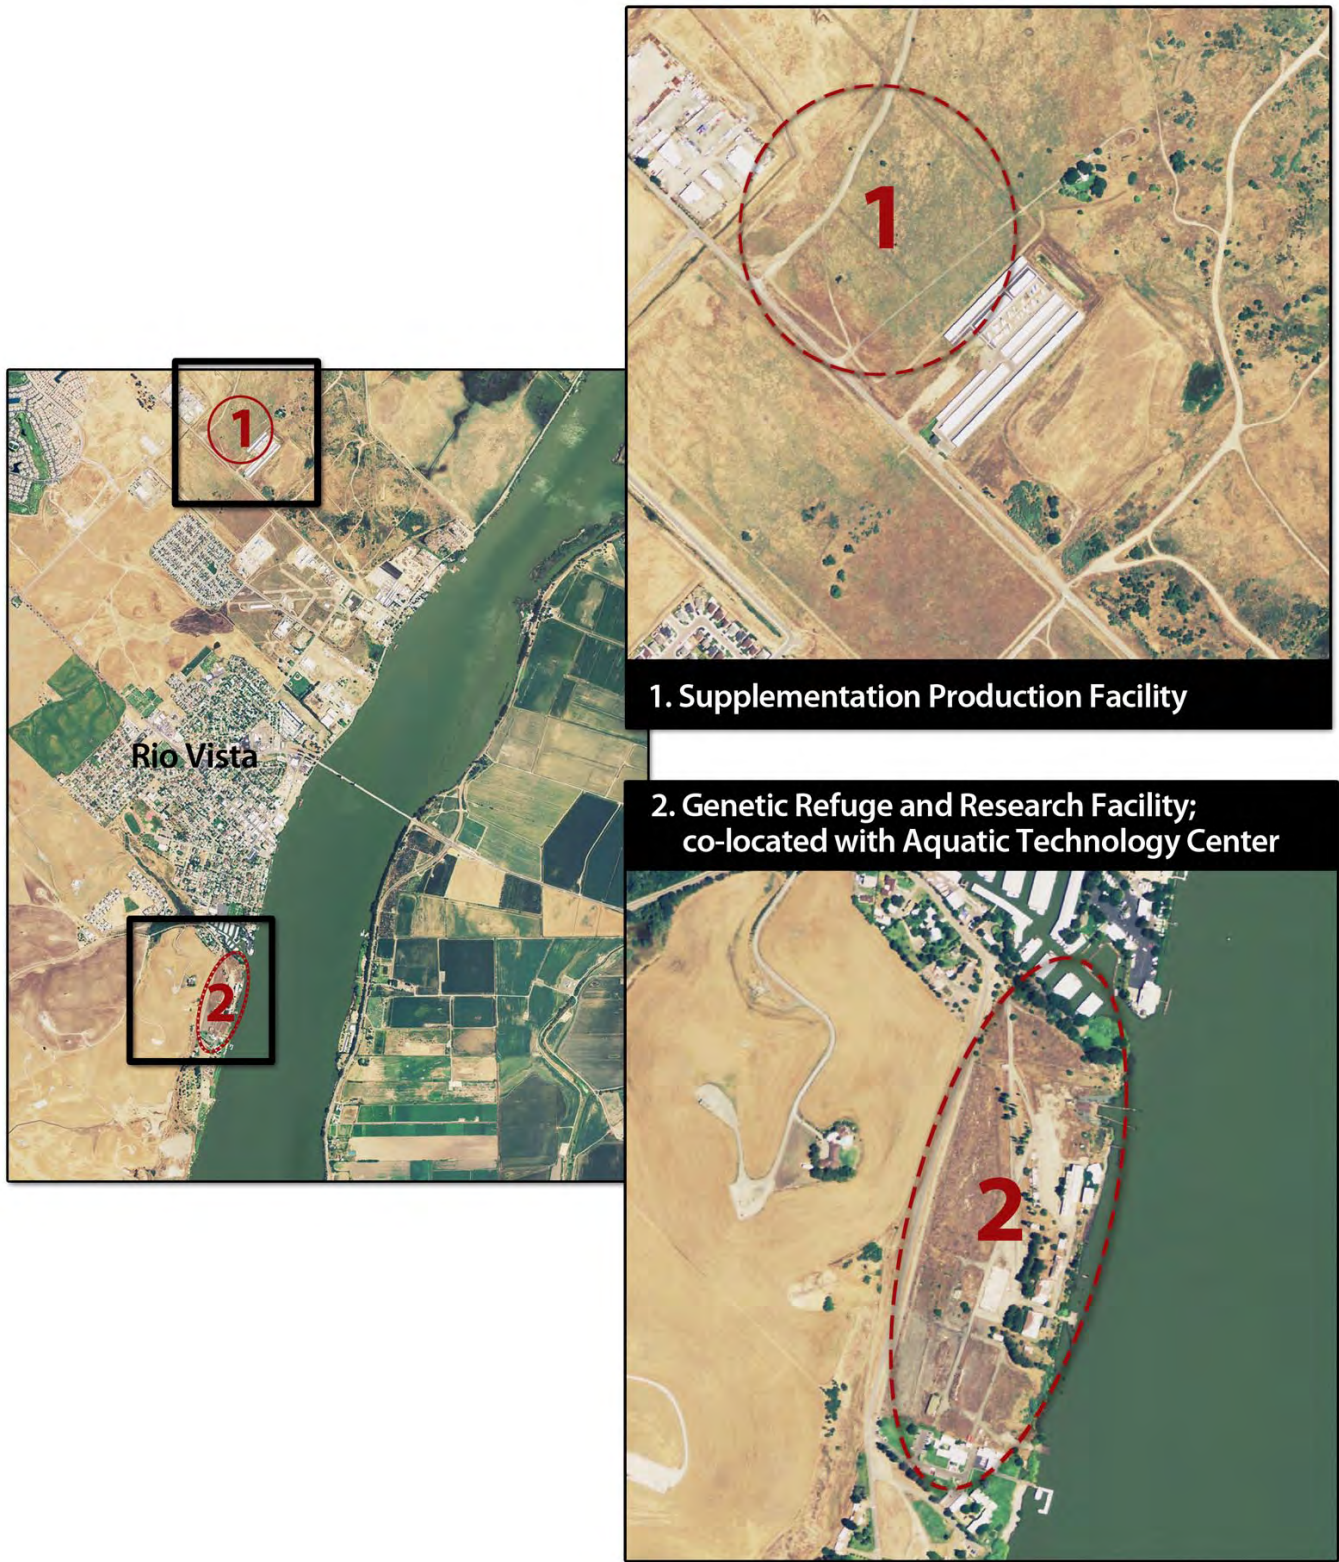 1
1. Supplementation Production Facility
1
Rio Vista
2
2. Genetic Refuge and Research Facility;
co-located with Aquatic Technology Center
2